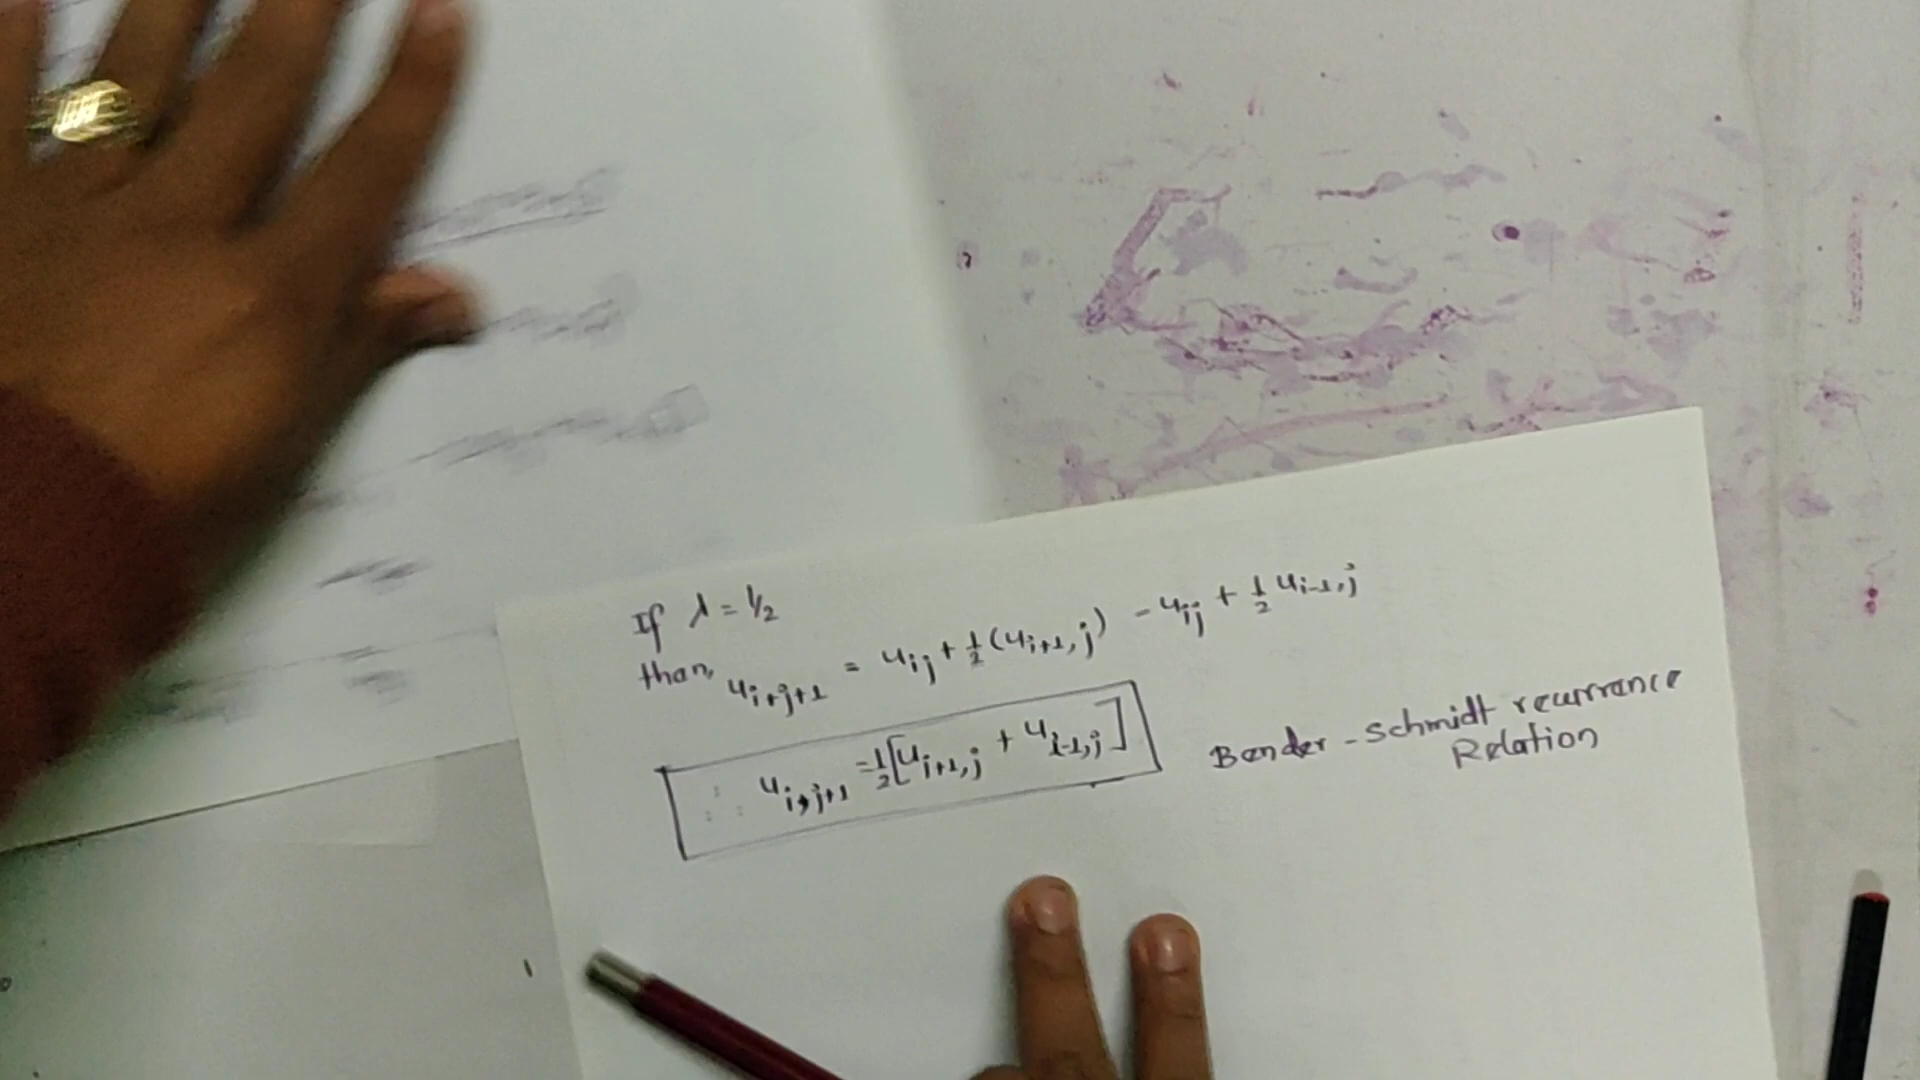 If λ = 1/2
than, u_{i+j+1} = u_{ij} + 1/2 (u_{i+1,j}) - u_{ij} + 1/2 u_{i-1,j}
∴ u_{i,j+1} = 1/2 [u_{i+1,j} + u_{i-1,j}]
Bender - Schmidt recurrance
Relation